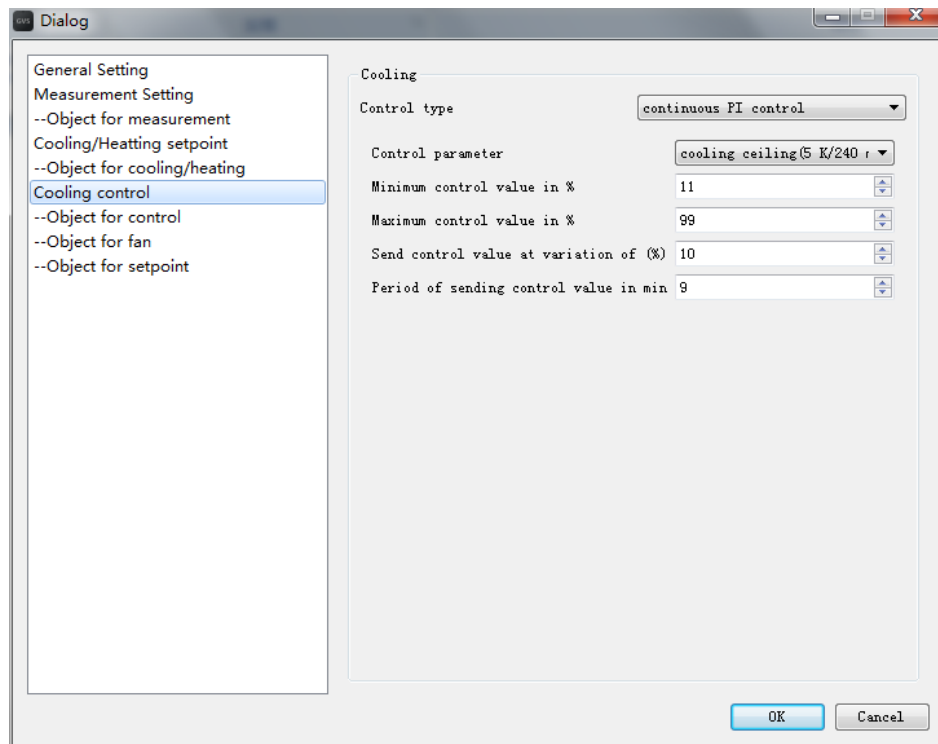 GVS Dialog
General Setting
Measurement Setting
--Object for measurement
Cooling/Heatting setpoint
--Object for cooling/heating
Cooling control
--Object for control
--Object for fan
--Object for setpoint
Cooling
Control type continuous PI control
Control parameter cooling ceiling(5 K/240
Minimum control value in % 11
Maximum control value in % 99
Send control value at variation of (%) 10
Period of sending control value in min 9
OK Cancel